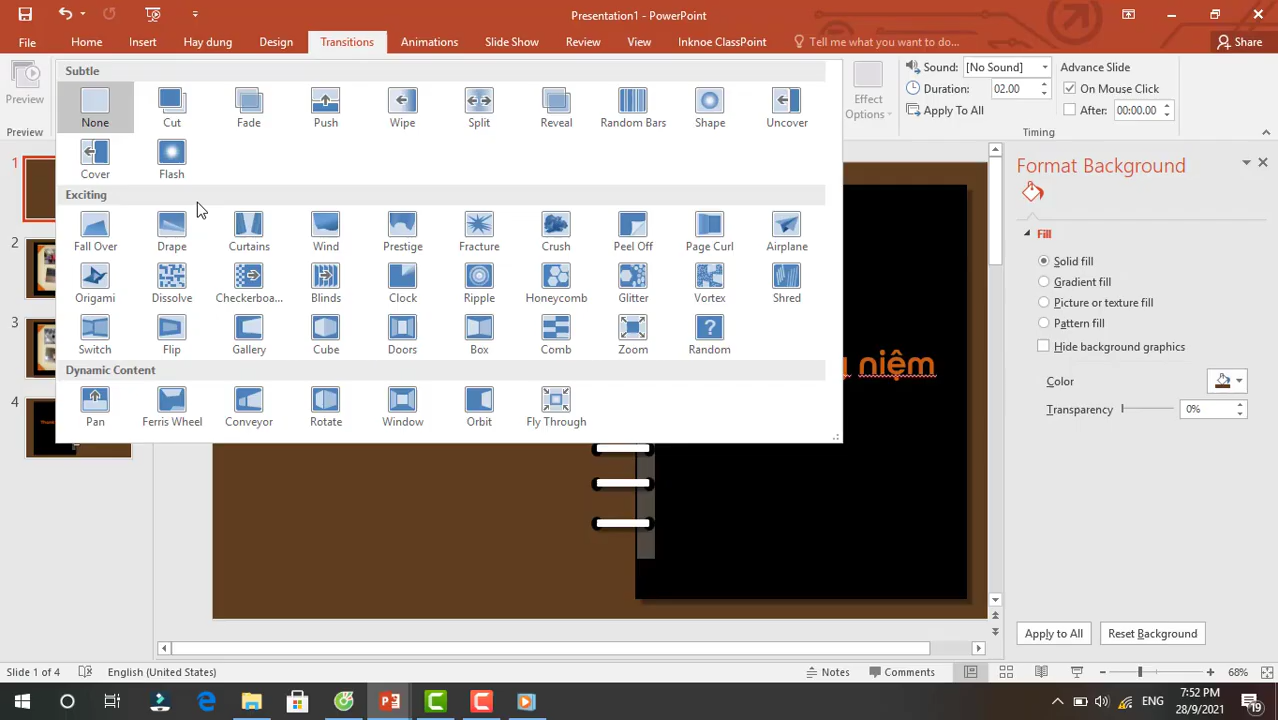 Presentation1 - PowerPoint
File Home Insert Hay dung Design Transitions Animations Slide Show Review View Inknoe ClassPoint Tell me what you want to do... Share
Preview
Preview
Subtle
None Cut Fade Push Wipe Split Reveal Random Bars Shape Uncover
Cover Flash
Exciting
Fall Over Drape Curtains Wind Prestige Fracture Crush Peel Off Page Curl Airplane
Origami Dissolve Checkerboa... Blinds Clock Ripple Honeycomb Glitter Vortex Shred
Switch Flip Gallery Cube Doors Box Comb Zoom Random
Dynamic Content
Pan Ferris Wheel Conveyor Rotate Window Orbit Fly Through
Effect
Options
Sound: [No Sound]
Duration: 02.00
Apply To All
Advance Slide
On Mouse Click
After: 00:00.00
Timing
1
2
3
4
niệm
Format Background
Fill
Solid fill
Gradient fill
Picture or texture fill
Pattern fill
Hide background graphics
Color
Transparency 0%
Apply to All Reset Background
Slide 1 of 4 English (United States) Notes Comments 68%
ENG
7:52 PM
28/9/2021
19